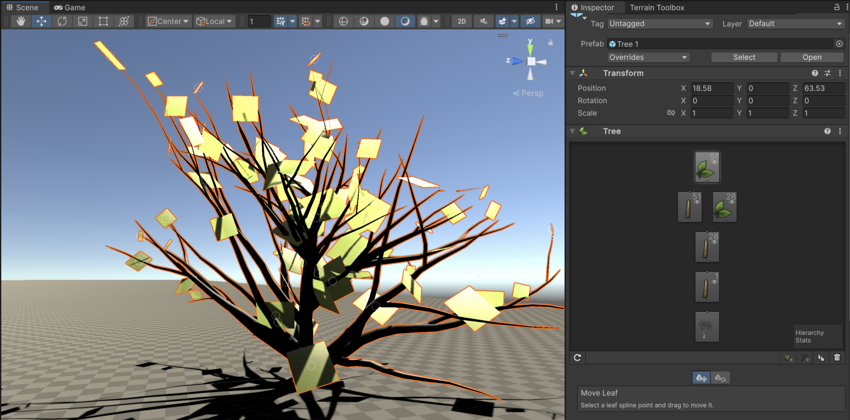 Scene
Game
Inspector
Terrain Toolbox
Center
Local
1
2D
Tag
Untagged
Layer
Default
Prefab
Tree 1
Overrides
Select
Open
Transform
Position
X
18.58
Y
0
Z
63.53
Rotation
X
0
Y
0
Z
0
Scale
X
1
Y
1
Z
1
Tree
y
z
Persp
Hierarchy
Stats
Move Leaf
Select a leaf spline point and drag to move it.